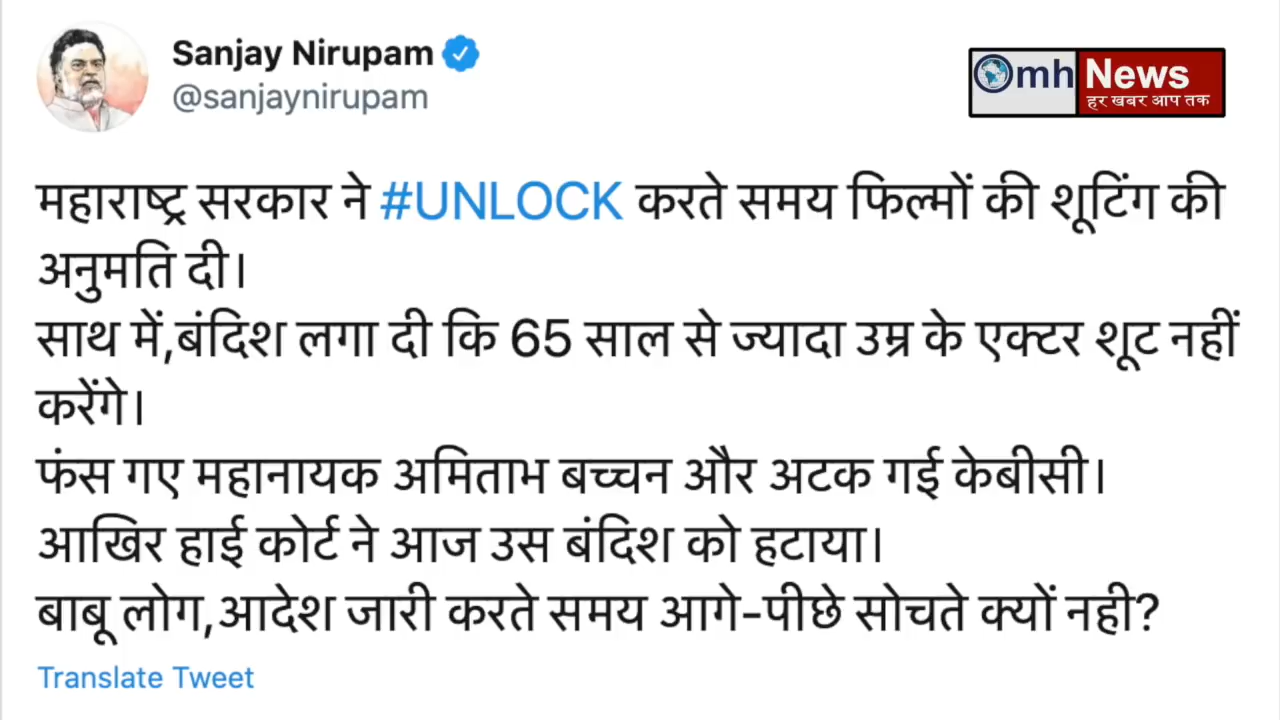 Sanjay Nirupam
@sanjaynirupam
mh News
हर खबर आप तक
महाराष्ट्र सरकार ने #UNLOCK करते समय फिल्मों की शूटिंग की
अनुमति दी।
साथ में,बंदिश लगा दी कि 65 साल से ज्यादा उम्र के एक्टर शूट नहीं
करेंगे।
फंस गए महानायक अमिताभ बच्चन और अटक गई केबीसी।
आखिर हाई कोर्ट ने आज उस बंदिश को हटाया।
बाबू लोग,आदेश जारी करते समय आगे-पीछे सोचते क्यों नही?
Translate Tweet